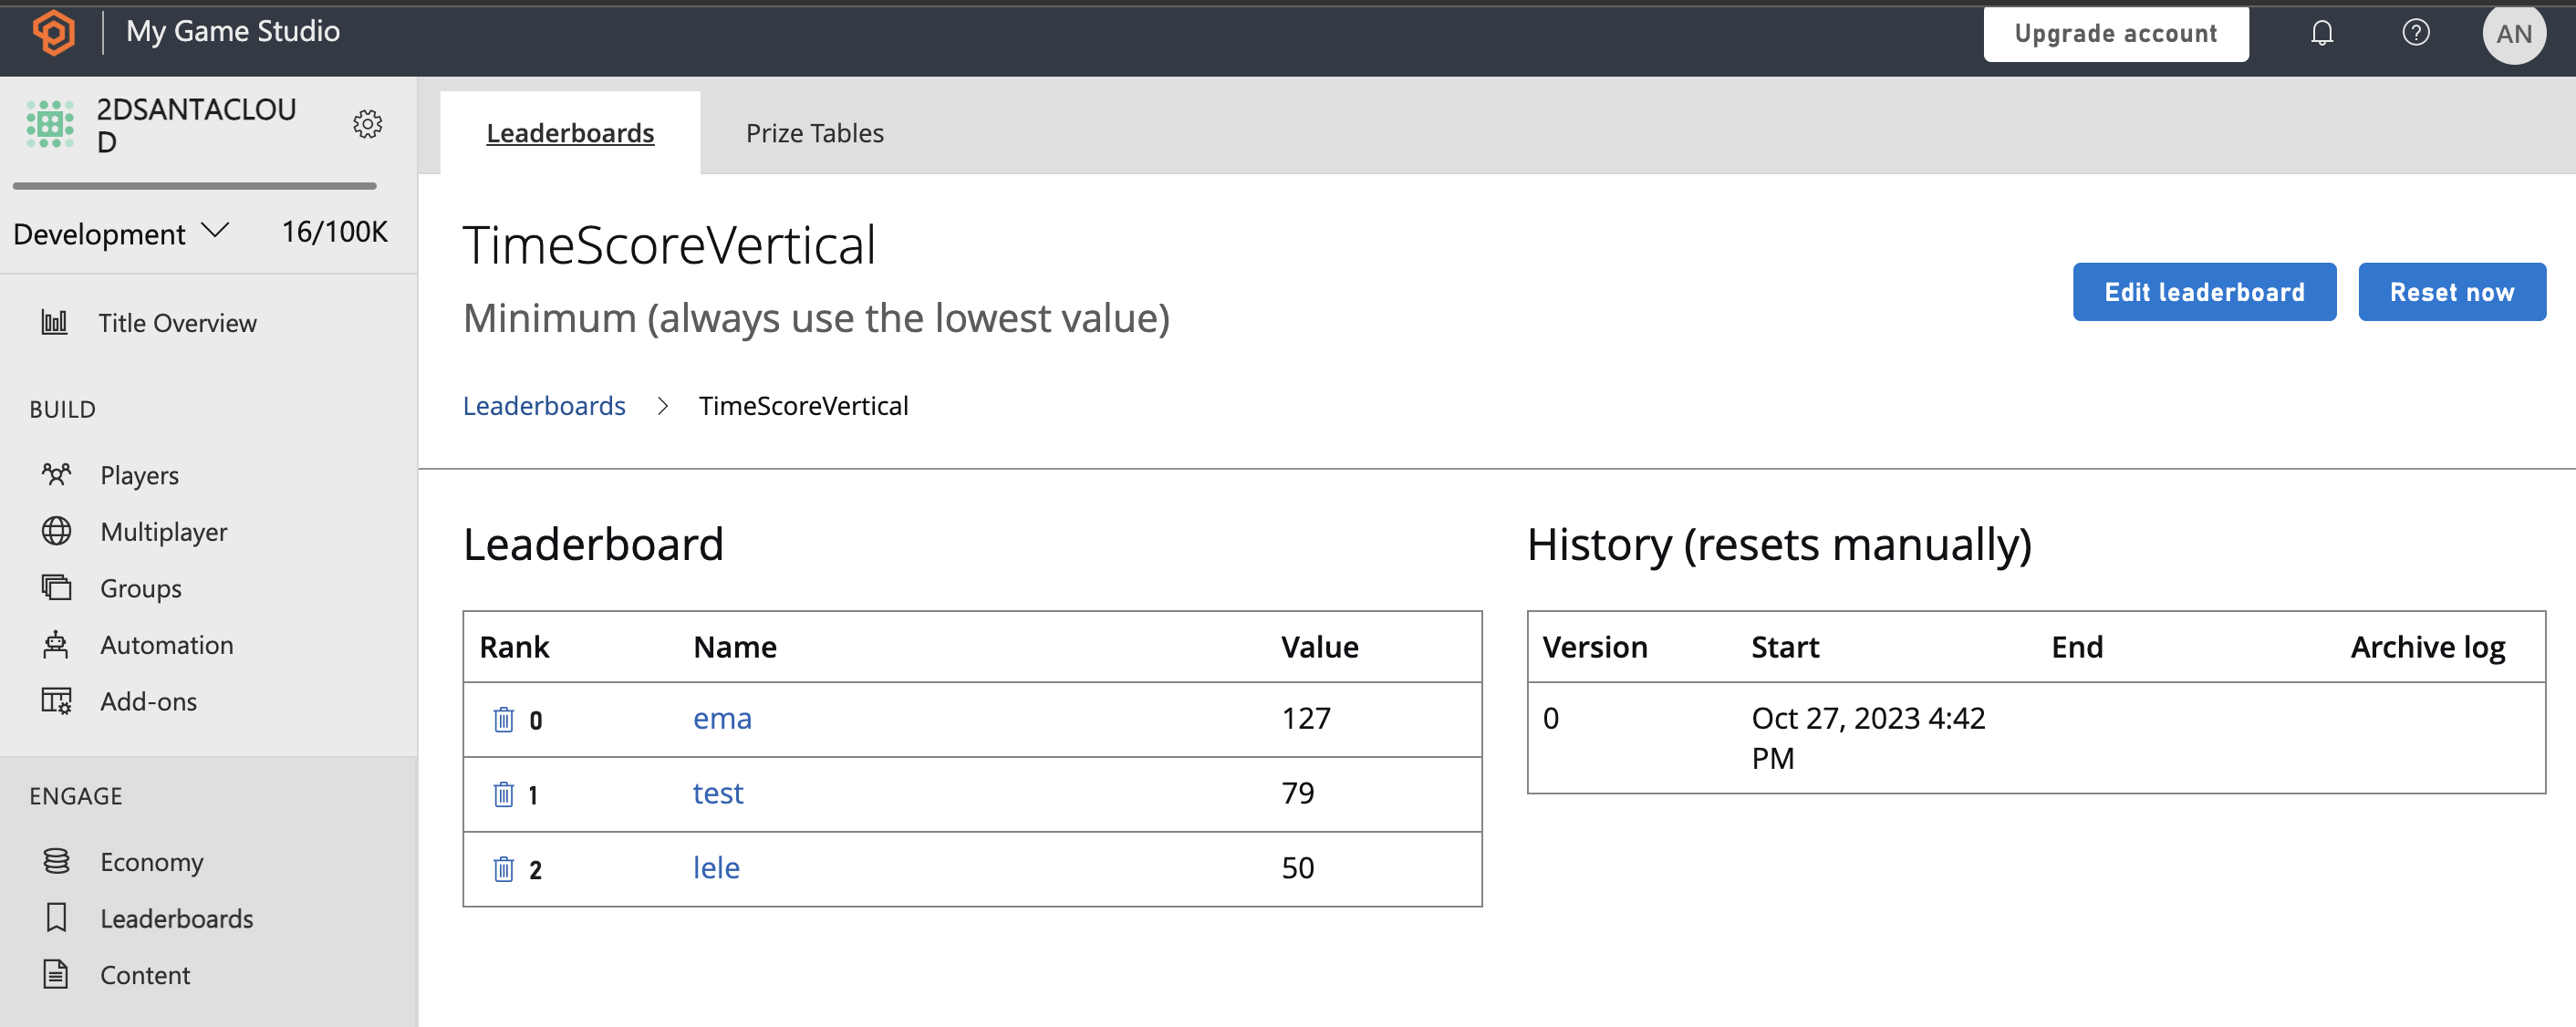 My Game Studio
Upgrade account
AN
2DSANTACLOU
D
Development
16/100K
Title Overview
BUILD
Players
Multiplayer
Groups
Automation
Add-ons
ENGAGE
Economy
Leaderboards
Content
Leaderboards
Prize Tables
TimeScoreVertical
Minimum (always use the lowest value)
Edit leaderboard
Reset now
Leaderboards > TimeScoreVertical
Leaderboard
Rank Name Value
0 ema 127
1 test 79
2 lele 50
History (resets manually)
Version Start End Archive log
0 Oct 27, 2023 4:42
PM